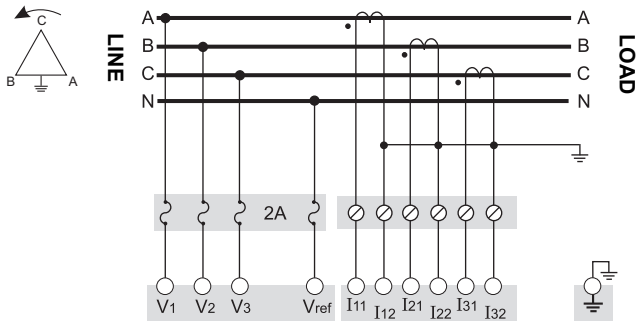 C
B A
LINE
LOAD
A A
B B
C C
N N
2A
V1 V2 V3 Vref I11 I12 I21 I22 I31 I32